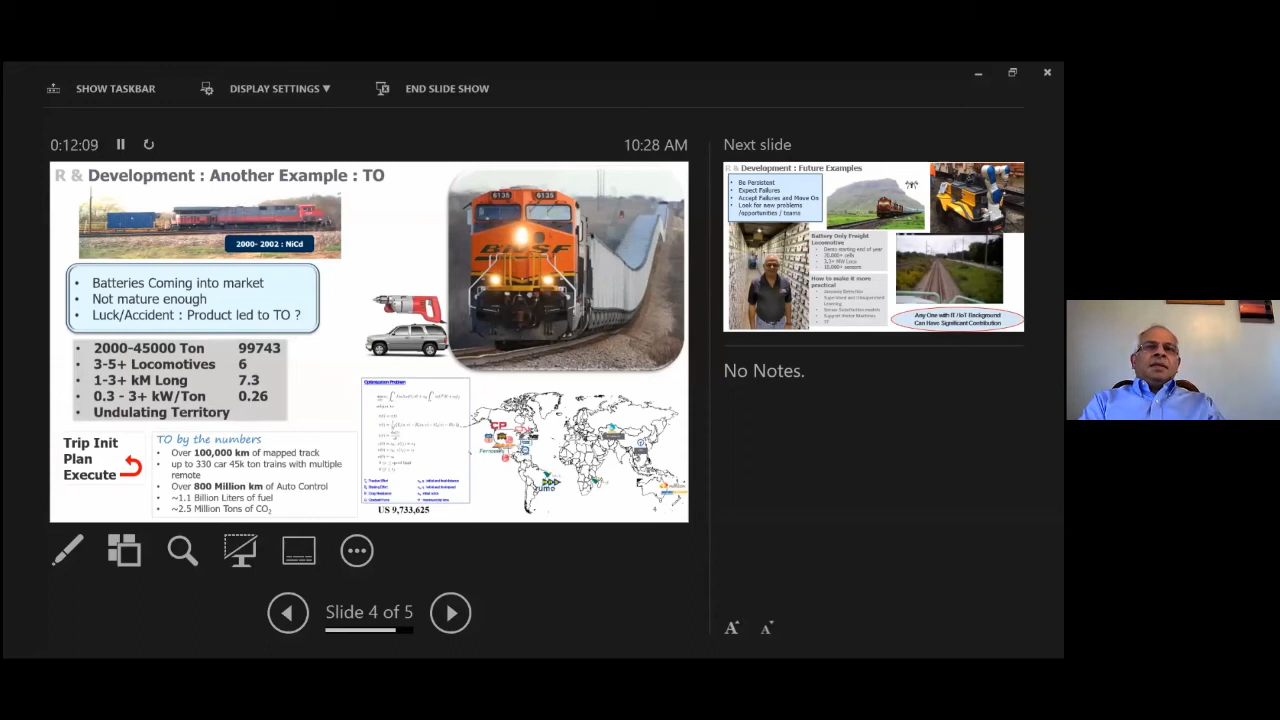 SHOW TASKBAR
DISPLAY SETTINGS ▼
END SLIDE SHOW
0:12:09
10:28 AM
R & Development : Another Example : TO
6135
6135
BNSF
2000- 2002 : NiCd
• Batteries Coming into market
• Not mature enough
• Luck/Accident : Product led to TO ?
• 2000-45000 Ton 99743
• 3-5+ Locomotives 6
• 1-3+ kM Long 7.3
• 0.3 - 3+ kW/Ton 0.26
• Undulating Territory
Trip Init
Plan
Execute
TO by the numbers
• Over 100,000 km of mapped track
• up to 330 car 45k ton trains with multiple
remote
• Over 800 Million km of Auto Control
• ~1.1 Billion Liters of fuel
• ~2.5 Million Tons of CO2
Optimization Problem
US 9,733,625
CP
4
Next slide
R & Development : Future Examples
• Be Persistent
• Expect Failures
• Accept Failures and Move On
• Look for new problems
/opportunities / teams
Battery Only Freight
Locomotive
• Demo starting end of year
How to make it more
practical
Any One with IT / IoT Background
Can Have Significant Contribution
No Notes.
Slide 4 of 5